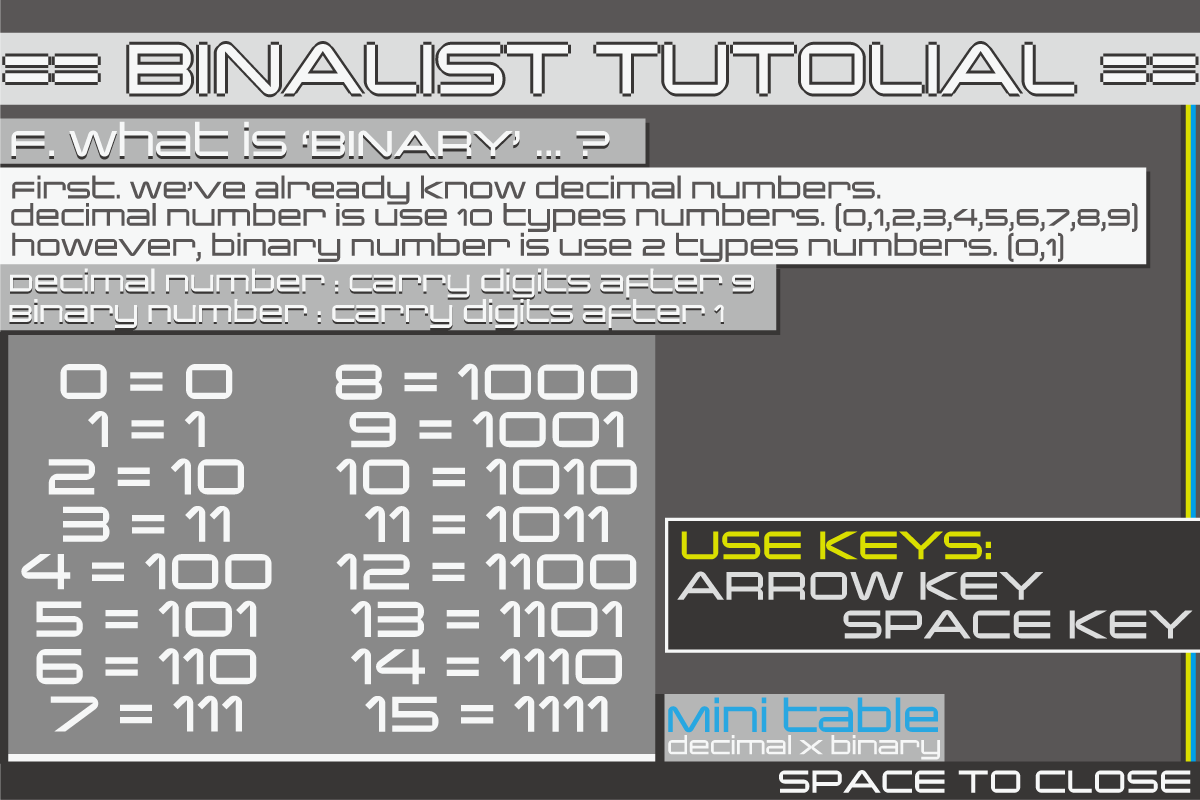 == BINALIST TUTOLIAL ==
F. What is 'BINARY' ... ?
First. we've already know decimal numbers.
decimal number is use 10 types numbers. (0,1,2,3,4,5,6,7,8,9)
however, binary number is use 2 types numbers. (0,1)
Decimal number : carry digits after 9
Binary number : carry digits after 1
0 = 0
1 = 1
2 = 10
3 = 11
4 = 100
5 = 101
6 = 110
7 = 111
8 = 1000
9 = 1001
10 = 1010
11 = 1011
12 = 1100
13 = 1101
14 = 1110
15 = 1111
USE KEYS:
ARROW KEY
SPACE KEY
Mini table
decimal x binary
SPACE TO CLOSE